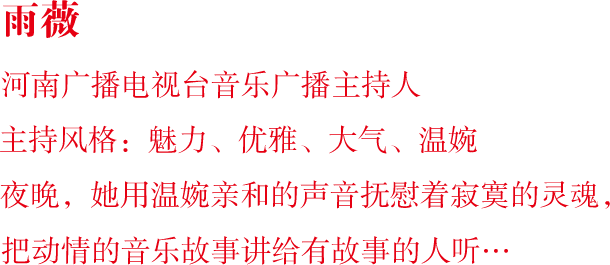 雨薇
河南广播电视台音乐广播主持人
主持风格：魅力、优雅、大气、温婉
夜晚，她用温婉亲和的声音抚慰着寂寞的灵魂，
把动情的音乐故事讲给有故事的人听…